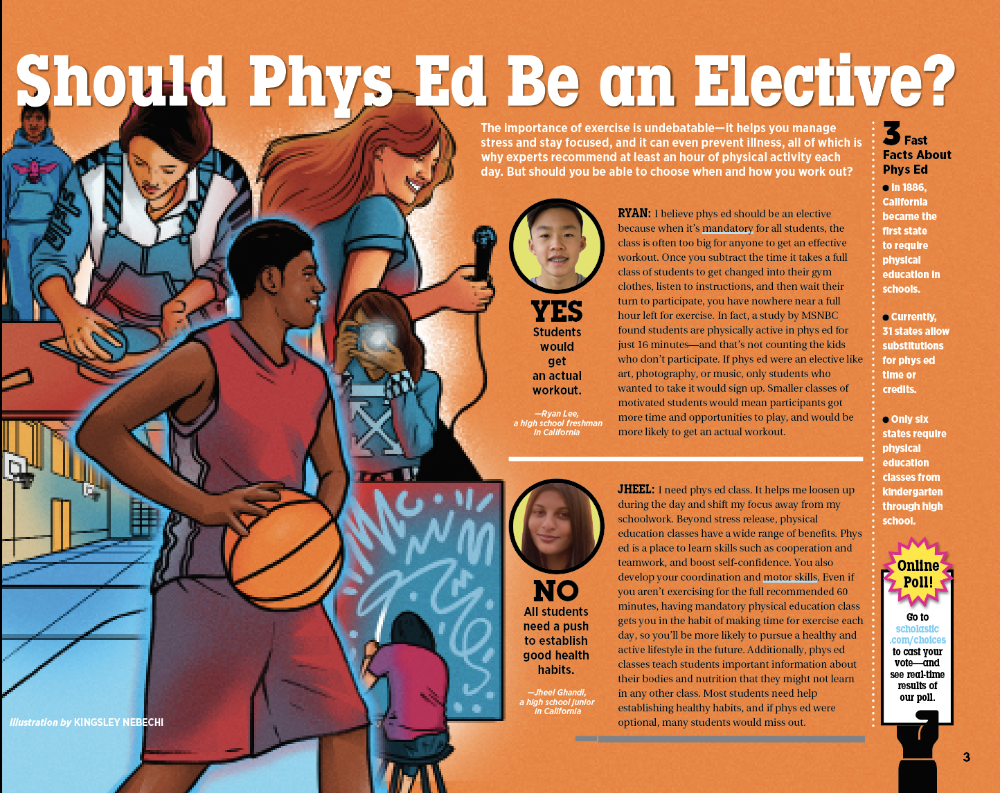 Should Phys Ed Be an Elective?
The importance of exercise is undebatable—it helps you manage
stress and stay focused, and it can even prevent illness, all of which is
why experts recommend at least an hour of physical activity each
day. But should you be able to choose when and how you work out?
YES
Students
would
get
an actual
workout.
—Ryan Lee,
a high school freshman
in California
RYAN: I believe phys ed should be an elective
because when it's mandatory for all students, the
class is often too big for anyone to get an effective
workout. Once you subtract the time it takes a full
class of students to get changed into their gym
clothes, listen to instructions, and then wait their
turn to participate, you have nowhere near a full
hour left for exercise. In fact, a study by MSNBC
found students are physically active in phys ed for
just 16 minutes—and that's not counting the kids
who don't participate. If phys ed were an elective like
art, photography, or music, only students who
wanted to take it would sign up. Smaller classes of
motivated students would mean participants got
more time and opportunities to play, and would be
more likely to get an actual workout.
NO
All students
need a push
to establish
good health
habits.
—Jheel Ghandi,
a high school junior
in California
JHEEL: I need phys ed class. It helps me loosen up
during the day and shift my focus away from my
schoolwork. Beyond stress release, physical
education classes have a wide range of benefits. Phys
ed is a place to learn skills such as cooperation and
teamwork, and boost self-confidence. You also
develop your coordination and motor skills. Even if
you aren't exercising for the full recommended 60
minutes, having mandatory physical education class
gets you in the habit of making time for exercise each
day, so you'll be more likely to pursue a healthy and
active lifestyle in the future. Additionally, phys ed
classes teach students important information about
their bodies and nutrition that they might not learn
in any other class. Most students need help
establishing healthy habits, and if phys ed were
optional, many students would miss out.
3 Fast
Facts About
Phys Ed
● In 1886,
California
became the
first state
to require
physical
education in
schools.
● Currently,
31 states allow
substitutions
for phys ed
time or
credits.
● Only six
states require
physical
education
classes from
kindergarten
through high
school.
Online
Poll!
Go to
scholastic
.com/choices
to cast your
vote—and
see real-time
results of
our poll.
Illustration by KINGSLEY NEBECHI
3